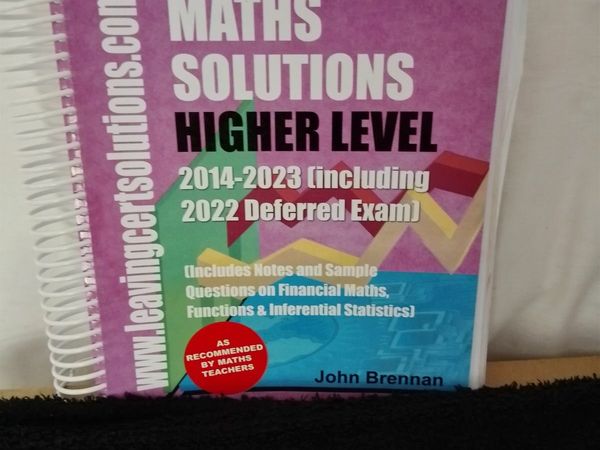 www.leavingcertsolutions.com
MATHS
SOLUTIONS
HIGHER LEVEL
2014-2023 (including
2022 Deferred Exam)
(Includes Notes and Sample
Questions on Financial Maths,
Functions & Inferential Statistics)
AS
RECOMMENDED
BY MATHS
TEACHERS
John Brennan